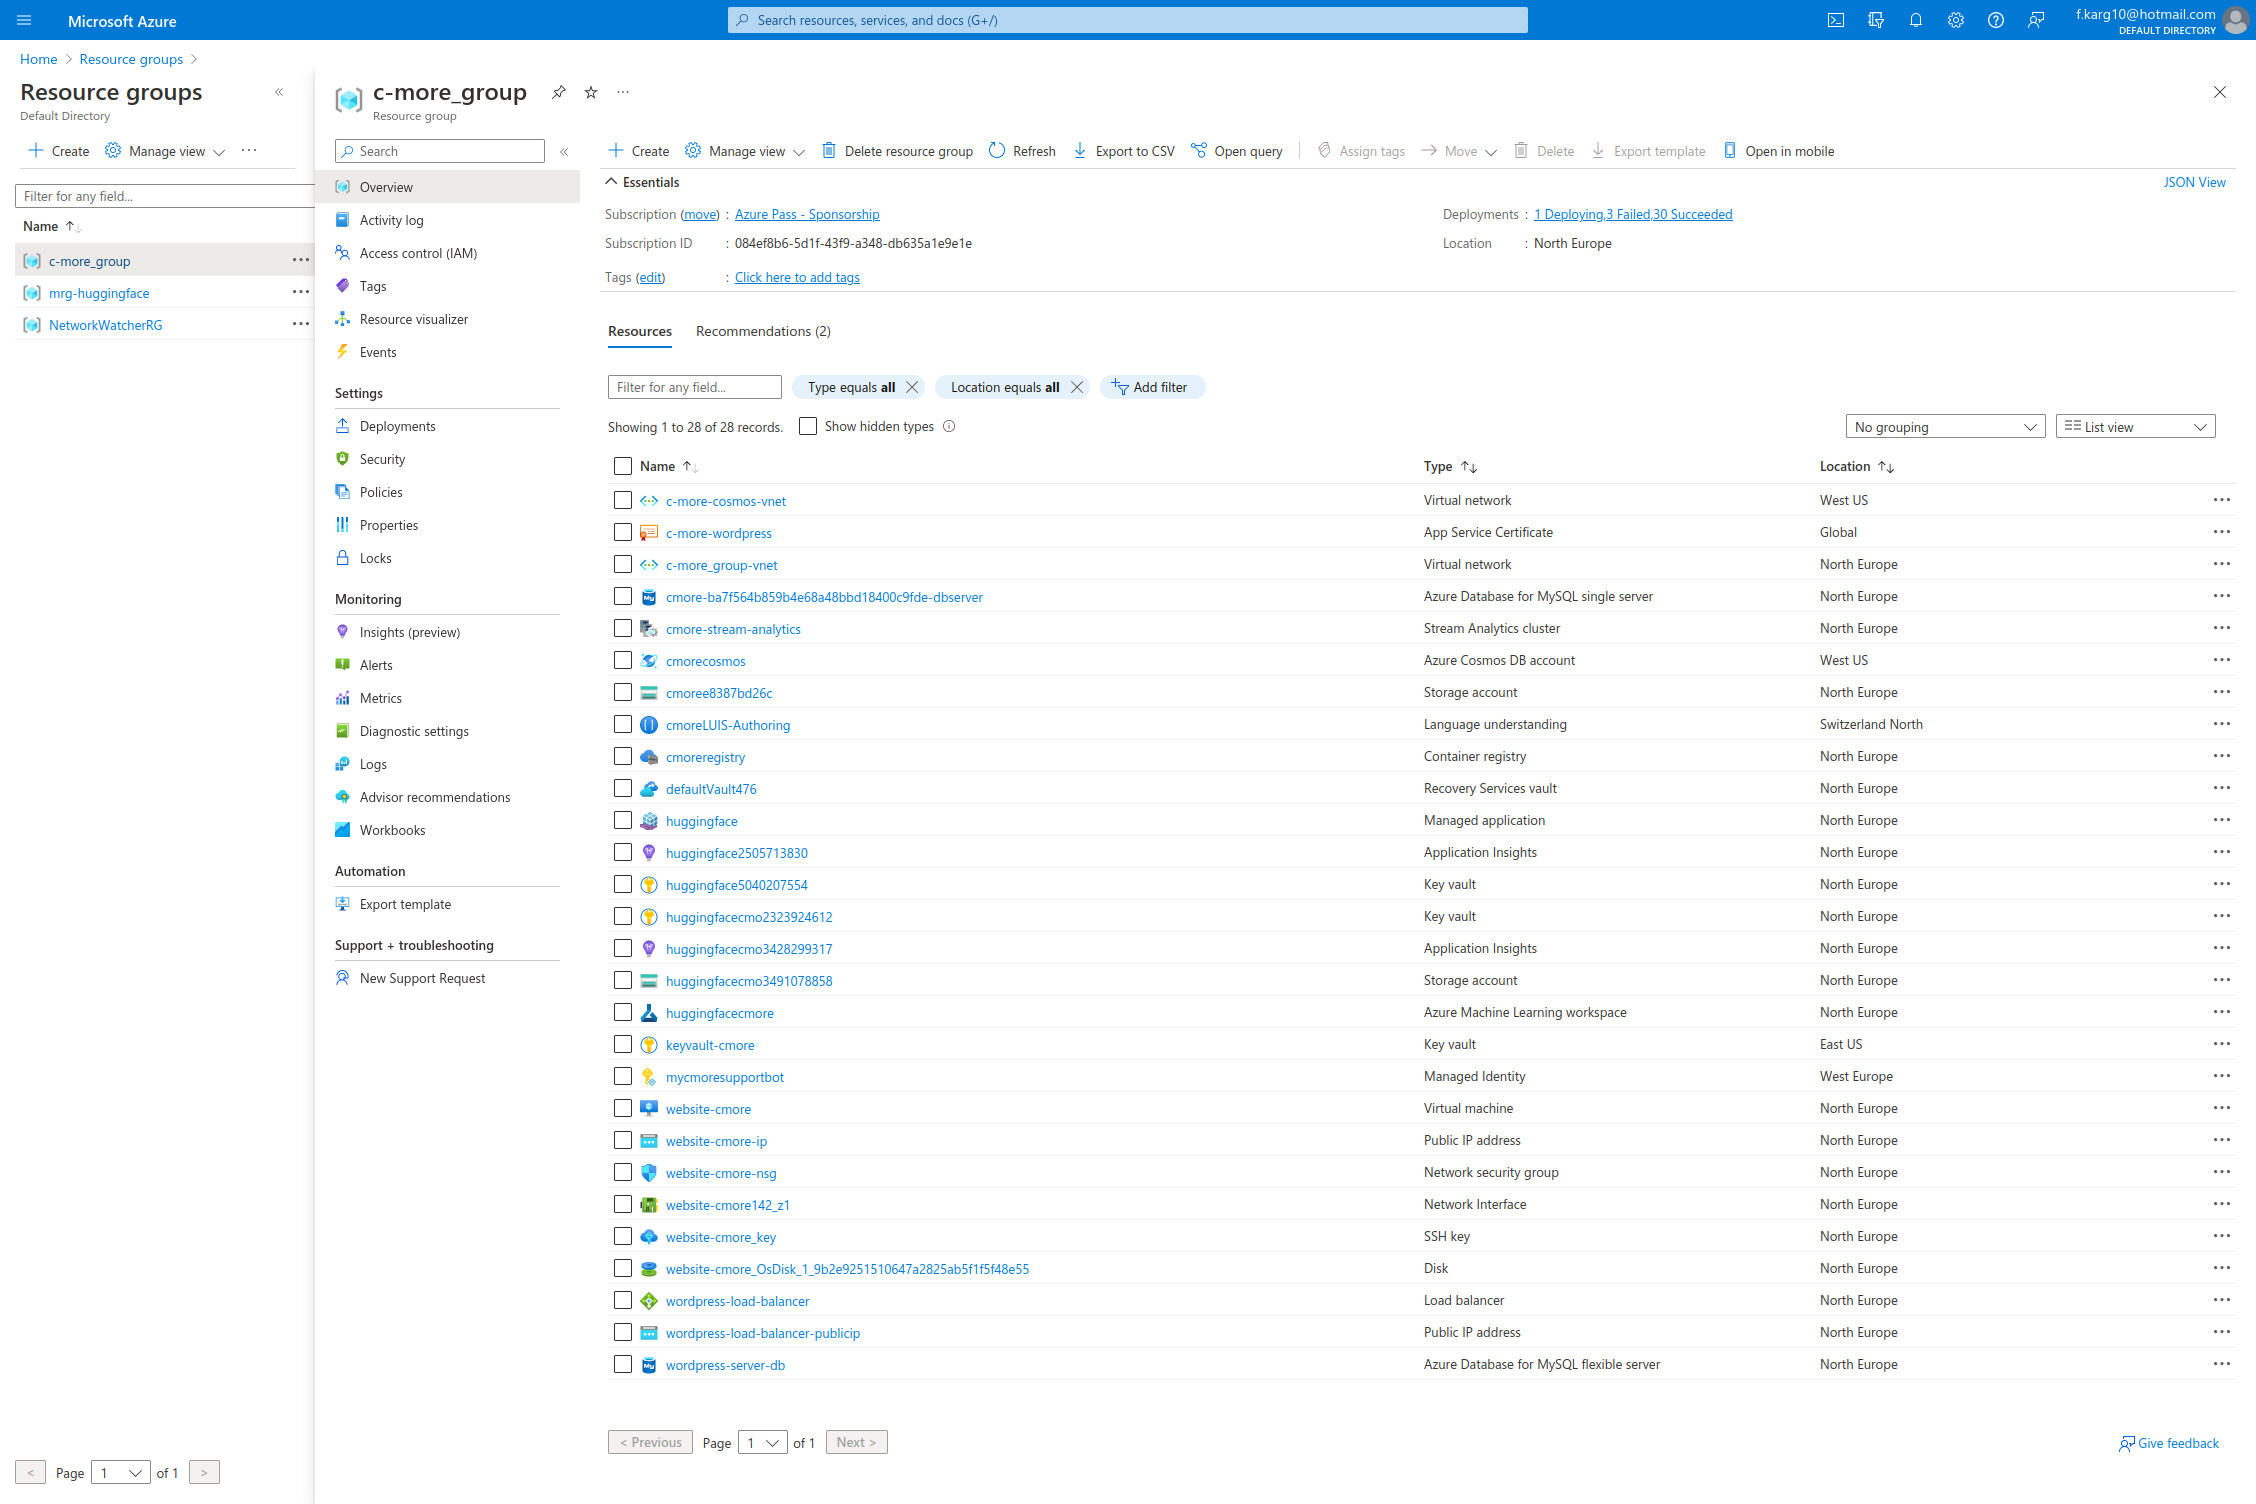 Microsoft Azure
Search resources, services, and docs (G+/)
f.karg10@hotmail.com
DEFAULT DIRECTORY
Home
Resource groups
Resource groups
Default Directory
Create
Manage view
Filter for any field...
Name
c-more_group
mrg-huggingface
NetworkWatcherRG
< Page 1 of 1 >
c-more_group
Resource group
Search
Overview
Activity log
Access control (IAM)
Tags
Resource visualizer
Events
Settings
Deployments
Security
Policies
Properties
Locks
Monitoring
Insights (preview)
Alerts
Metrics
Diagnostic settings
Logs
Advisor recommendations
Workbooks
Automation
Export template
Support + troubleshooting
New Support Request
Create Manage view Delete resource group Refresh Export to CSV Open query Assign tags Move Delete Export template Open in mobile
Essentials
JSON View
Subscription (move) : Azure Pass - Sponsorship
Deployments : 1 Deploying,3 Failed,30 Succeeded
Subscription ID : 084ef8b6-5d1f-43f9-a348-db635a1e9e1e
Location : North Europe
Tags (edit) : Click here to add tags
Resources Recommendations (2)
Filter for any field... Type equals all Location equals all Add filter
Showing 1 to 28 of 28 records. Show hidden types
No grouping List view
Name Type Location
c-more-cosmos-vnet Virtual network West US
c-more-wordpress App Service Certificate Global
c-more_group-vnet Virtual network North Europe
cmore-ba7f564b859b4e68a48bbd18400c9fde-dbserver Azure Database for MySQL single server North Europe
cmore-stream-analytics Stream Analytics cluster North Europe
cmorecosmos Azure Cosmos DB account West US
cmoree8387bd26c Storage account North Europe
cmoreLUIS-Authoring Language understanding Switzerland North
cmoreregistry Container registry North Europe
defaultVault476 Recovery Services vault North Europe
huggingface Managed application North Europe
huggingface2505713830 Application Insights North Europe
huggingface5040207554 Key vault North Europe
huggingfacecmo2323924612 Key vault North Europe
huggingfacecmo3428299317 Application Insights North Europe
huggingfacecmo3491078858 Storage account North Europe
huggingfacecmore Azure Machine Learning workspace North Europe
keyvault-cmore Key vault East US
mycmoresupportbot Managed Identity West Europe
website-cmore Virtual machine North Europe
website-cmore-ip Public IP address North Europe
website-cmore-nsg Network security group North Europe
website-cmore142_z1 Network Interface North Europe
website-cmore_key SSH key North Europe
website-cmore_OsDisk_1_9b2e9251510647a2825ab5f1f5f48e55 Disk North Europe
wordpress-load-balancer Load balancer North Europe
wordpress-load-balancer-publicip Public IP address North Europe
wordpress-server-db Azure Database for MySQL flexible server North Europe
< Previous Page 1 of 1 Next >
Give feedback